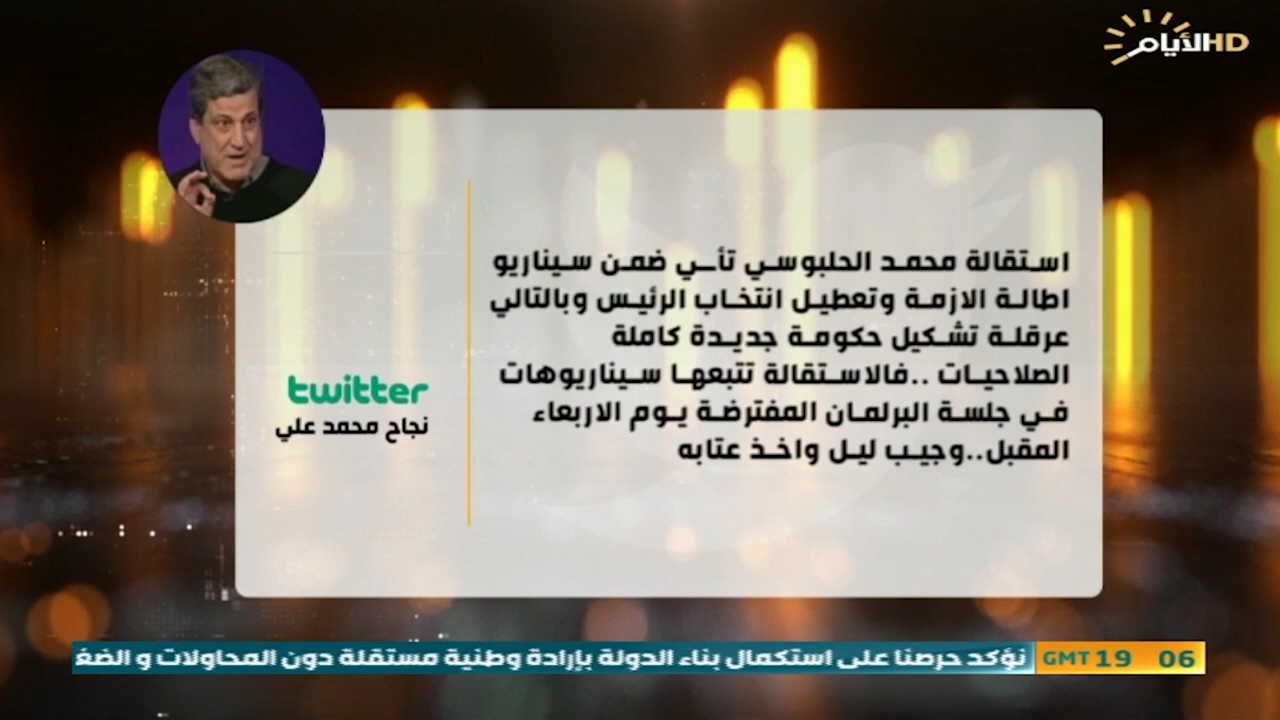 الأيام HD
استقالة محمد الحلبوسي تأتي ضمن سيناريو
اطالة الازمة وتعطيل انتخاب الرئيس وبالتالي
عرقلة تشكيل حكومة جديدة كاملة
الصلاحيات ..فالاستقالة تتبعها سيناريوهات
في جلسة البرلمان المفترضة يوم الاربعاء
المقبل..وجيب ليل واخذ عتابه
twitter
نجاح محمد علي
نؤكد حرصنا على استكمال بناء الدولة بإرادة وطنية مستقلة دون المحاولات و
GMT 19 06